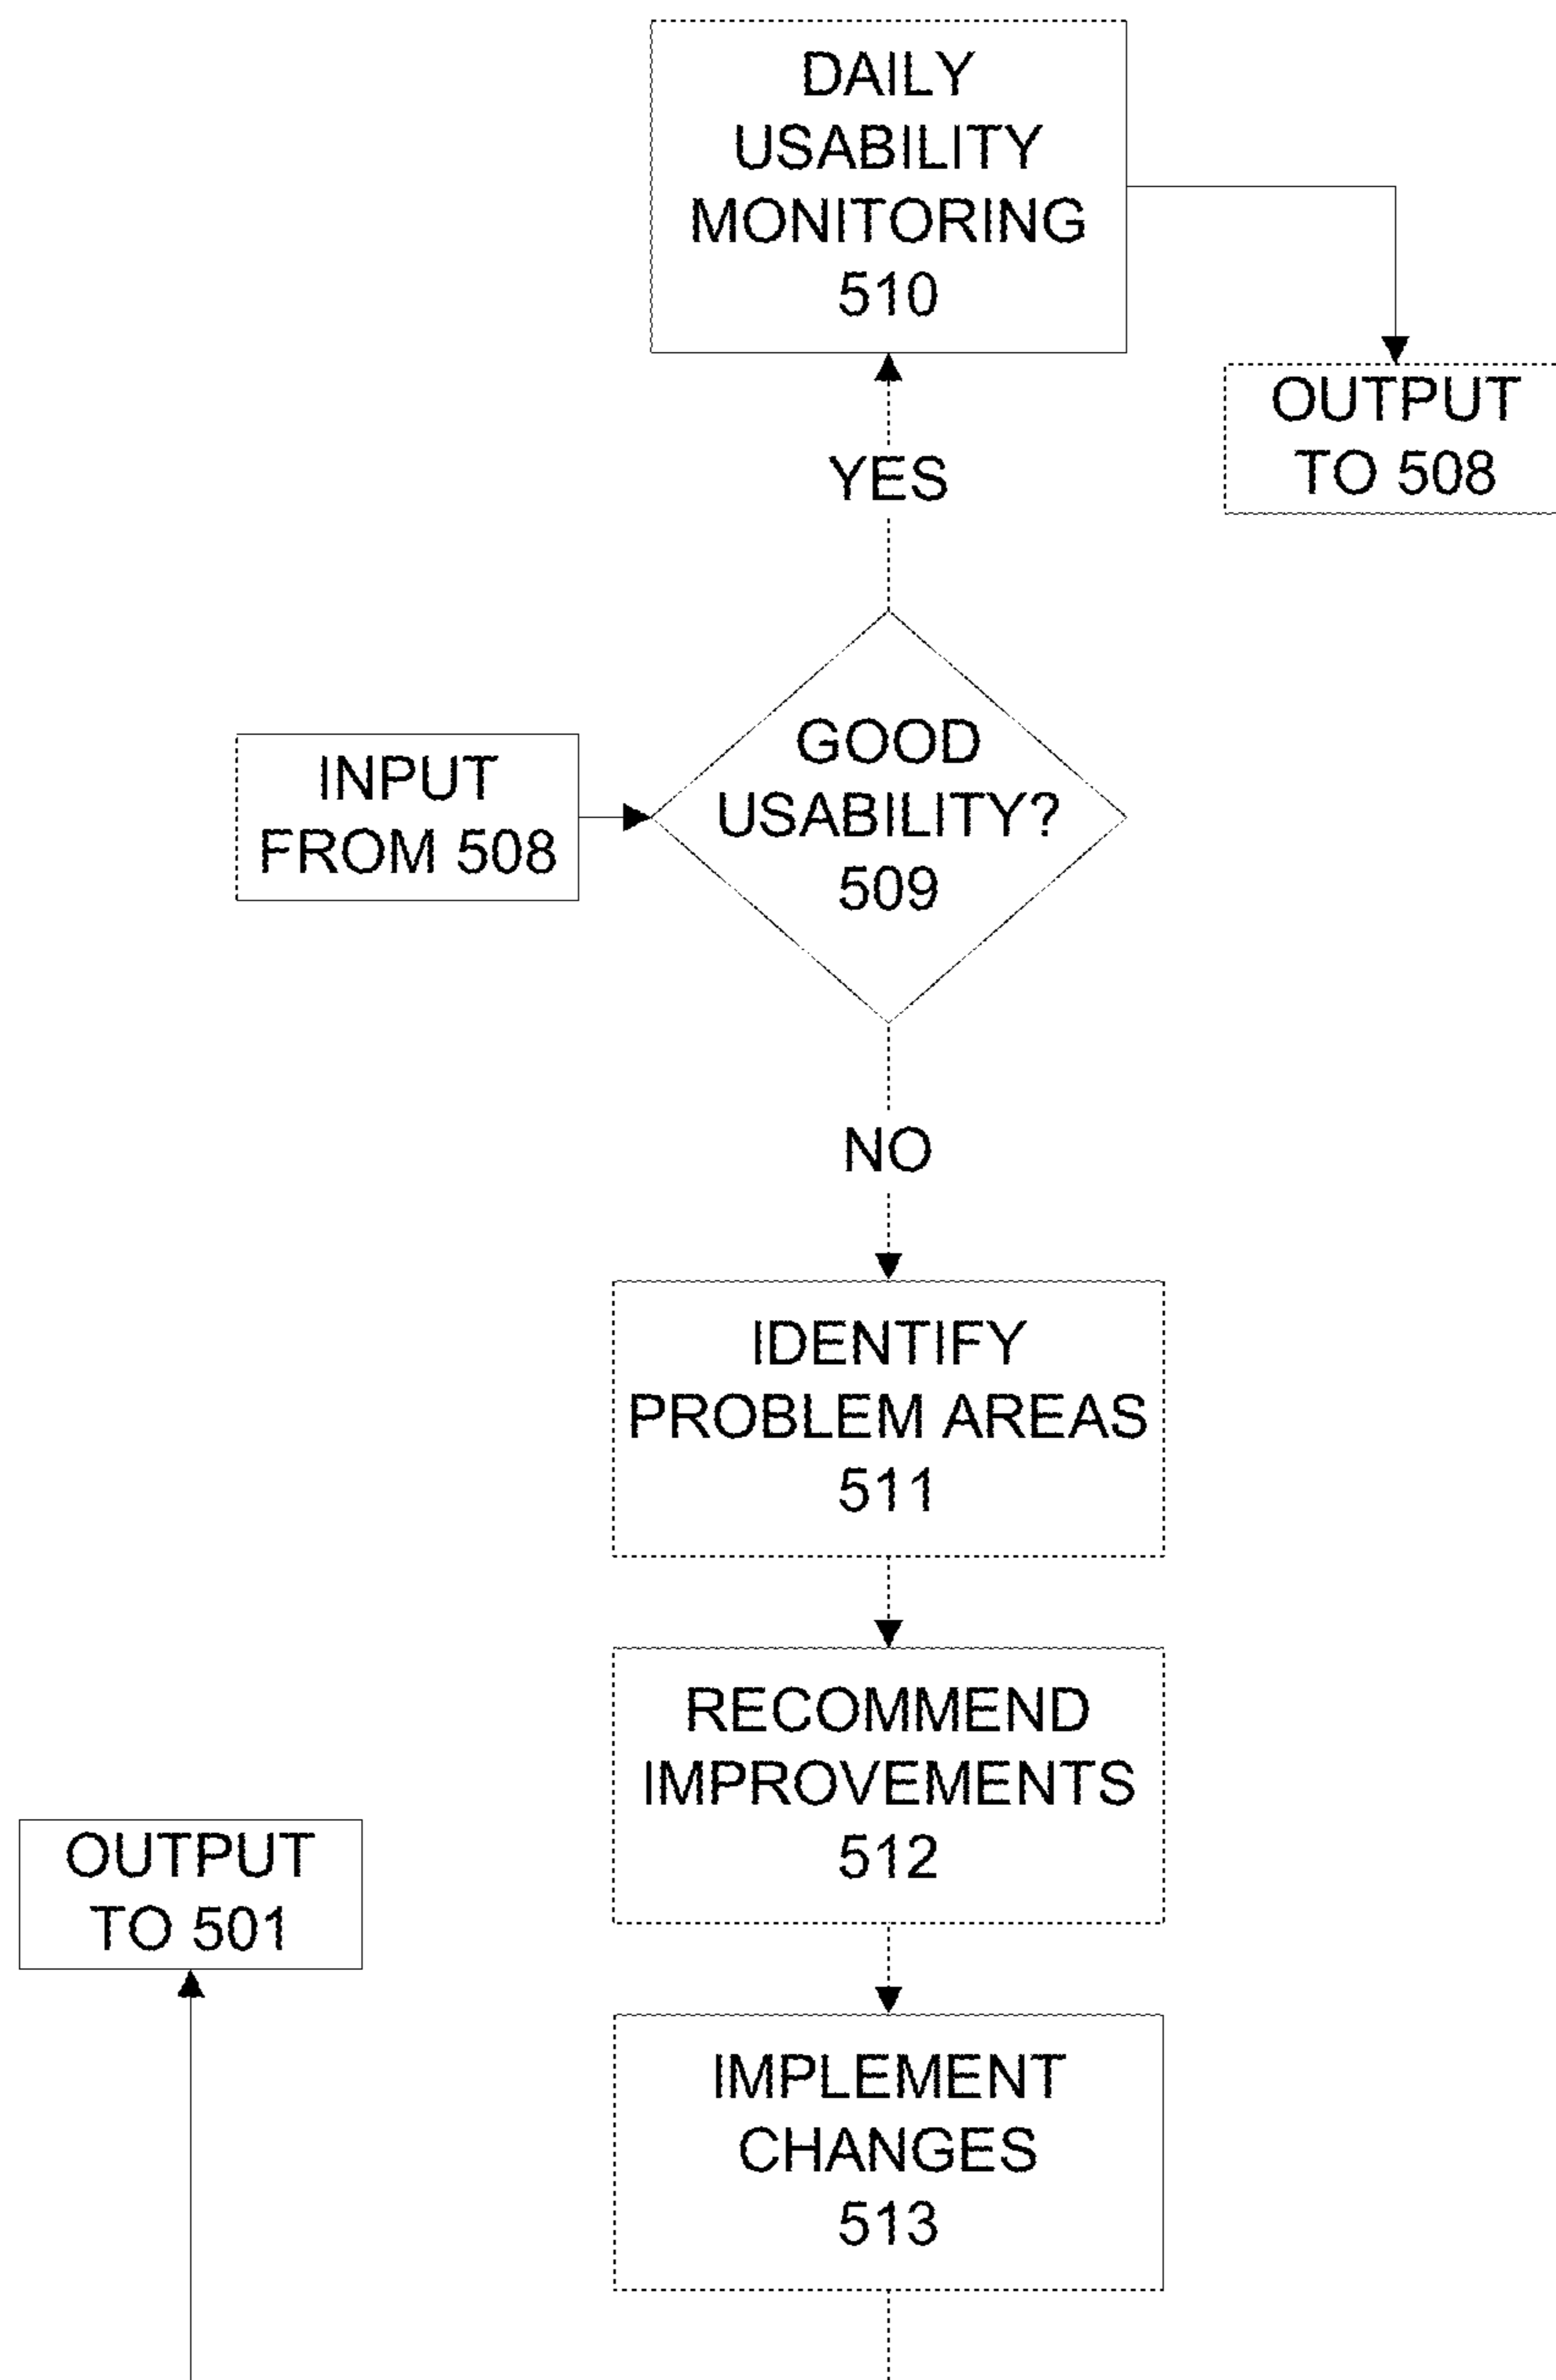 DAILY
USABILITY
MONITORING
510
OUTPUT
TO 508
YES
GOOD
USABILITY?
509
INPUT
FROM 508
NO
IDENTIFY
PROBLEM AREAS
511
RECOMMEND
IMPROVEMENTS
512
OUTPUT
TO 501
IMPLEMENT
CHANGES
513